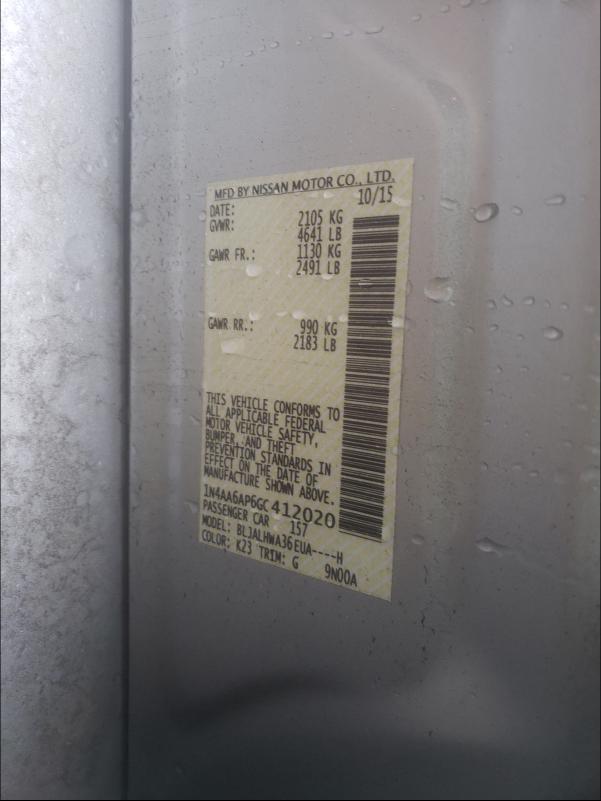 MFD BY NISSAN MOTOR CO., LTD.
DATE: 10/15
GVWR: 2105 KG
4641 LB
GAWR FR.: 1130 KG
2491 LB
GAWR RR.: 990 KG
2183 LB
THIS VEHICLE CONFORMS TO
ALL APPLICABLE FEDERAL
MOTOR VEHICLE SAFETY,
BUMPER, AND THEFT
PREVENTION STANDARDS IN
EFFECT ON THE DATE OF
MANUFACTURE SHOWN ABOVE.
1N4AA6AP6GC412020
PASSENGER CAR 157
MODEL: BLJALHWA36EUA----H
COLOR: K23 TRIM: G 9N00A